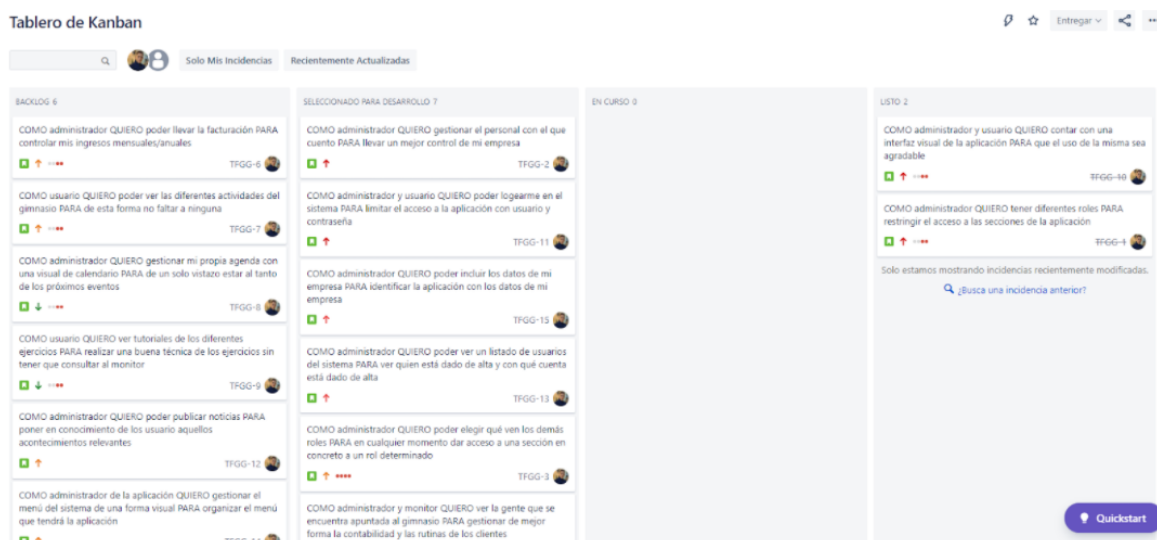 Tablero de Kanban
Entregar
Solo Mis Incidencias
Recientemente Actualizadas
BACKLOG 6
COMO administrador QUIERO poder llevar la facturación PARA
controlar mis ingresos mensuales/anuales
TFGG-6
COMO usuario QUIERO poder ver las diferentes actividades del
gimnasio PARA de esta forma no faltar a ninguna
TFGG-7
COMO administrador QUIERO gestionar mi propia agenda con
una visual de calendario PARA de un solo vistazo estar al tanto
de los próximos eventos
TFGG-8
COMO usuario QUIERO ver tutoriales de los diferentes
ejercicios PARA realizar una buena técnica de los ejercicios sin
tener que consultar al monitor
TFGG-9
COMO administrador QUIERO poder publicar noticias PARA
poner en conocimiento de los usuario aquellos
acontecimientos relevantes
TFGG-12
COMO administrador de la aplicación QUIERO gestionar el
menú del sistema de una forma visual PARA organizar el menú
que tendrá la aplicación
SELECCIONADO PARA DESARROLLO 7
COMO administrador QUIERO gestionar el personal con el que
cuento PARA llevar un mejor control de mi empresa
TFGG-2
COMO administrador y usuario QUIERO poder logearme en el
sistema PARA limitar el acceso a la aplicación con usuario y
contraseña
TFGG-11
COMO administrador QUIERO poder incluir los datos de mi
empresa PARA identificar la aplicación con los datos de mi
empresa
TFGG-15
COMO administrador QUIERO poder ver un listado de usuarios
del sistema PARA ver quien está dado de alta y con qué cuenta
está dado de alta
TFGG-13
COMO administrador QUIERO poder elegir qué ven los demás
roles PARA en cualquier momento dar acceso a una sección en
concreto a un rol determinado
TFGG-3
COMO administrador y monitor QUIERO ver la gente que se
encuentra apuntada al gimnasio PARA gestionar de mejor
forma la contabilidad y las rutinas de los clientes
EN CURSO 0
LISTO 2
COMO administrador y usuario QUIERO contar con una
interfaz visual de la aplicación PARA que el uso de la misma sea
agradable
TFGG-10
COMO administrador QUIERO tener diferentes roles PARA
restringir el acceso a las secciones de la aplicación
TFGG-1
Solo estamos mostrando incidencias recientemente modificadas.
¿Busca una incidencia anterior?
Quickstart